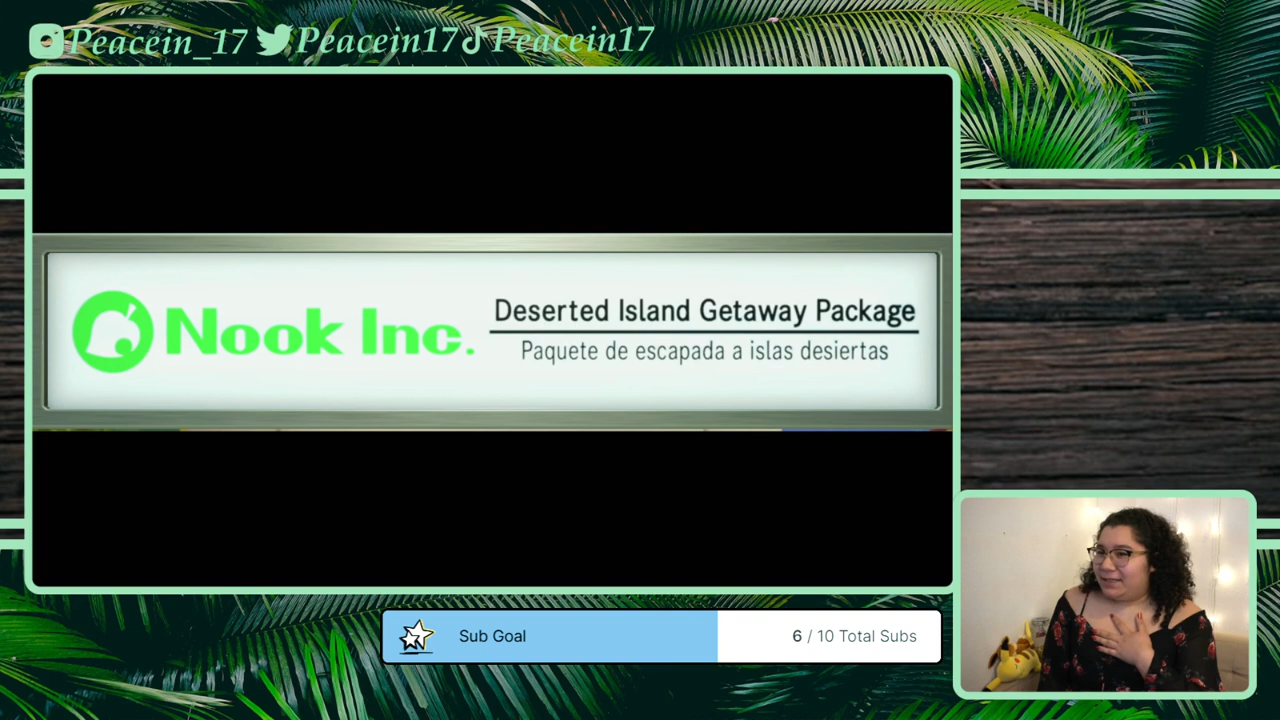 Peacein_17 Peacein17 Peacein17
Nook Inc.
Deserted Island Getaway Package
Paquete de escapada a islas desiertas
Sub Goal 6 / 10 Total Subs